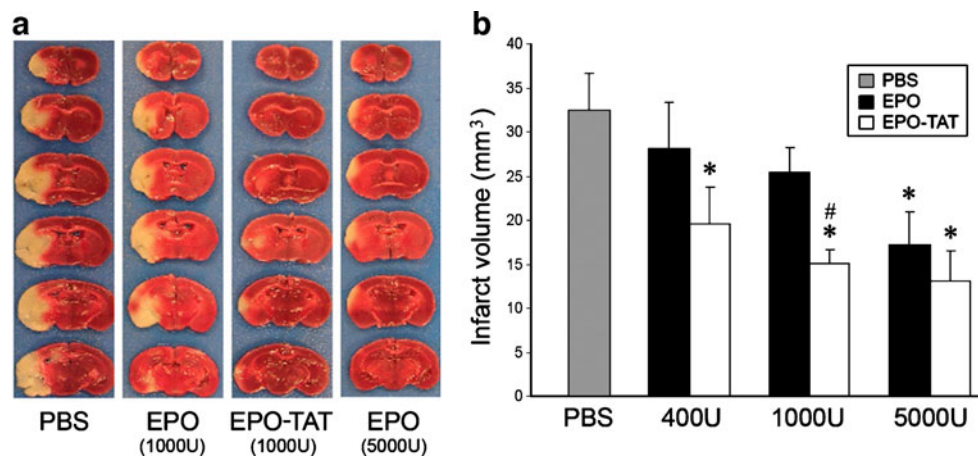 a
PBS
EPO
(1000U)
EPO-TAT
(1000U)
EPO
(5000U)
b
Infarct volume (mm³)
40
35
30
25
20
15
10
5
0
PBS
EPO
EPO-TAT
*
#
*
*
*
PBS
400U
1000U
5000U